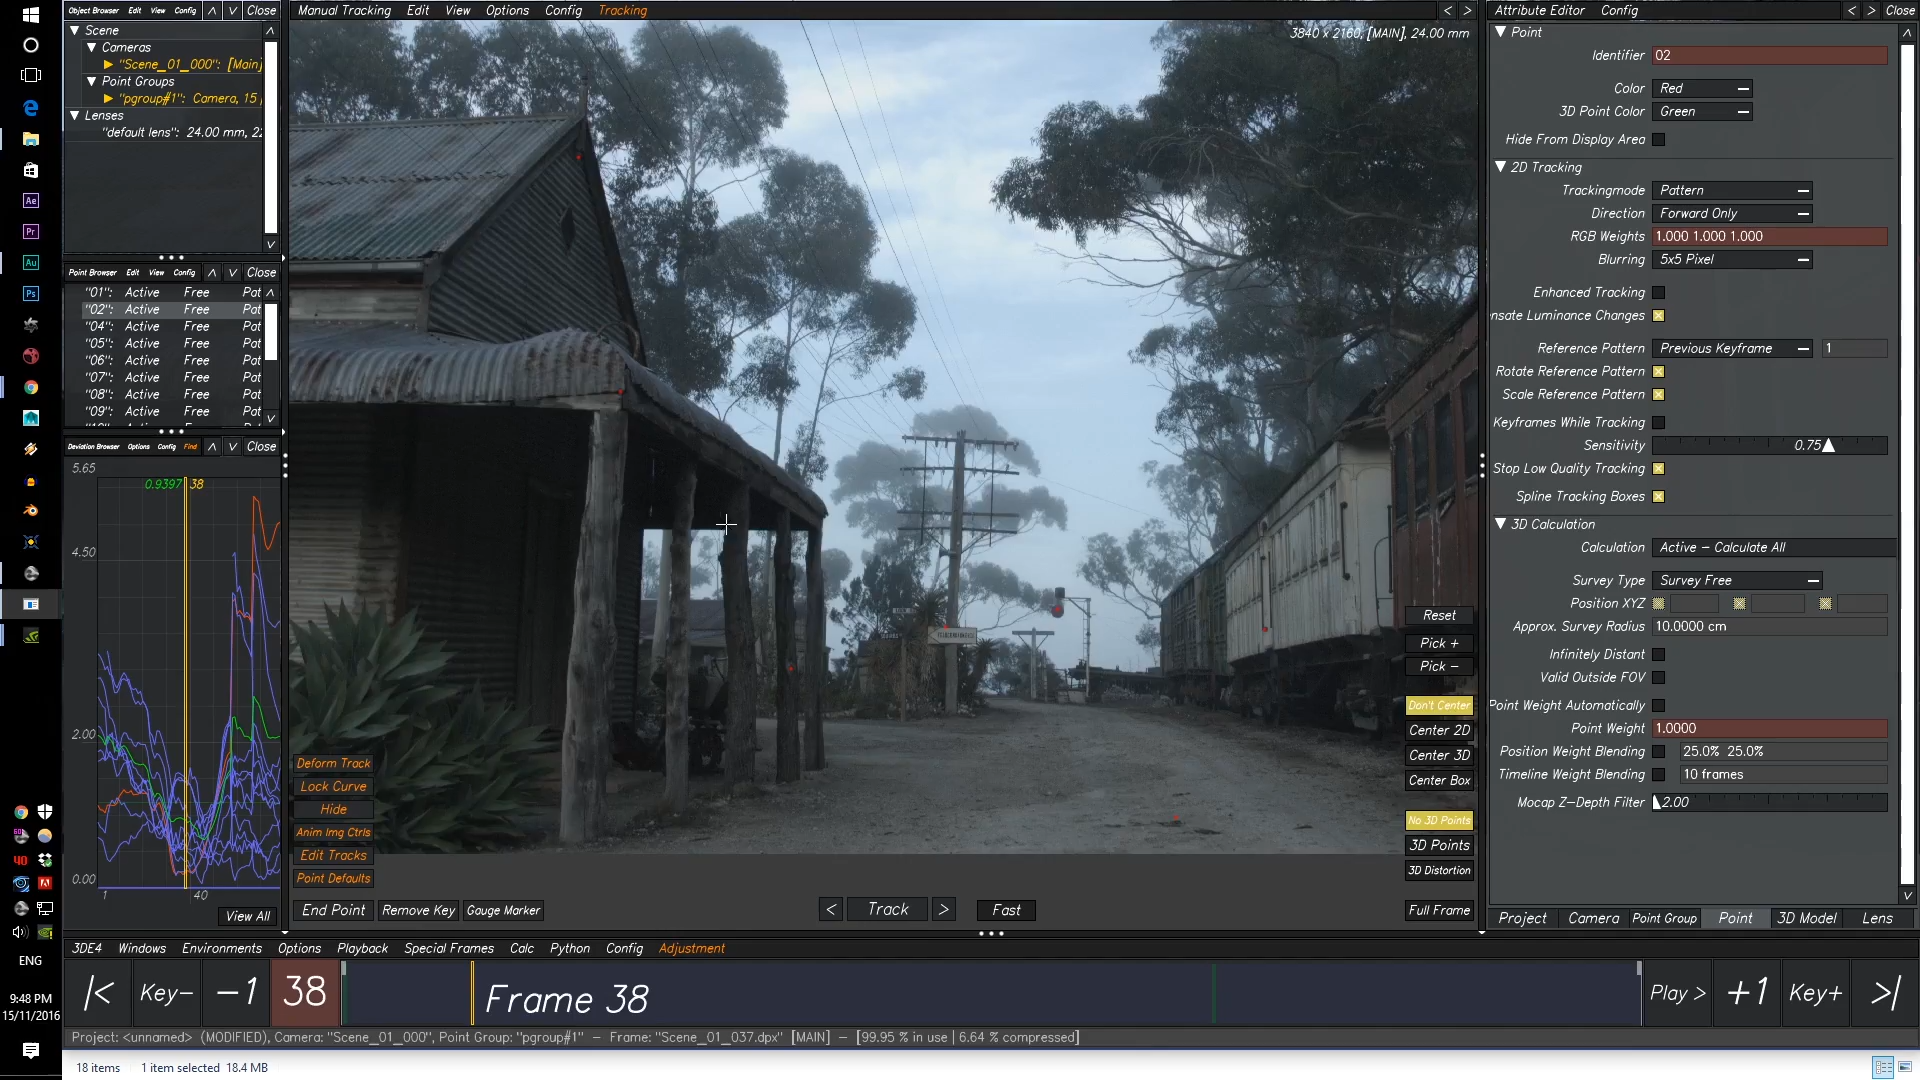 Object Browser Edit View Config Close
Scene
Cameras
"Scene_01_000": [Main]
Point Groups
"pgroup#1": Camera, 15
Lenses
"default lens": 24.00 mm, 22
Point Browser Edit View Config Close
"01": Active Free Pat
"02": Active Free Pat
"04": Active Free Pat
"05": Active Free Pat
"06": Active Free Pat
"07": Active Free Pat
"08": Active Free Pat
"09": Active Free Pat
Deviation Browser Options Config Find Close
5.65
0.9397 38
4.50
2.00
0.00
1 40
View All
Manual Tracking Edit View Options Config Tracking < >
3840 x 2160, [MAIN], 24.00 mm
Deform Track
Lock Curve
Hide
Anim Img Ctrls
Edit Tracks
Point Defaults
End Point Remove Key Gauge Marker
< Track > Fast
Reset
Pick +
Pick -
Don't Center
Center 2D
Center 3D
Center Box
No 3D Points
3D Points
3D Distortion
Full Frame
Attribute Editor Config < > Close
Point
Identifier 02
Color Red
3D Point Color Green
Hide From Display Area
2D Tracking
Trackingmode Pattern
Direction Forward Only
RGB Weights 1.000 1.000 1.000
Blurring 5x5 Pixel
Enhanced Tracking
nsate Luminance Changes
Reference Pattern Previous Keyframe 1
Rotate Reference Pattern
Scale Reference Pattern
Keyframes While Tracking
Sensitivity 0.75
Stop Low Quality Tracking
Spline Tracking Boxes
3D Calculation
Calculation Active - Calculate All
Survey Type Survey Free
Position XYZ
Approx. Survey Radius 10.0000 cm
Infinitely Distant
Valid Outside FOV
Point Weight Automatically
Point Weight 1.0000
Position Weight Blending 25.0% 25.0%
Timeline Weight Blending 10 frames
Mocap Z-Depth Filter 2.00
Project Camera Point Group Point 3D Model Lens
3DE4 Windows Environments Options Playback Special Frames Calc Python Config Adjustment
|< Key- -1 38 Frame 38 Play > +1 Key+ >|
Project: <unnamed> (MODIFIED), Camera: "Scene_01_000", Point Group: "pgroup#1" - Frame: "Scene_01_037.dpx" [MAIN] - [99.95 % in use | 6.64 % compressed]
18 items 1 item selected 18.4 MB
Ae
Pr
Au
Ps
40
ENG
9:48 PM
15/11/2016